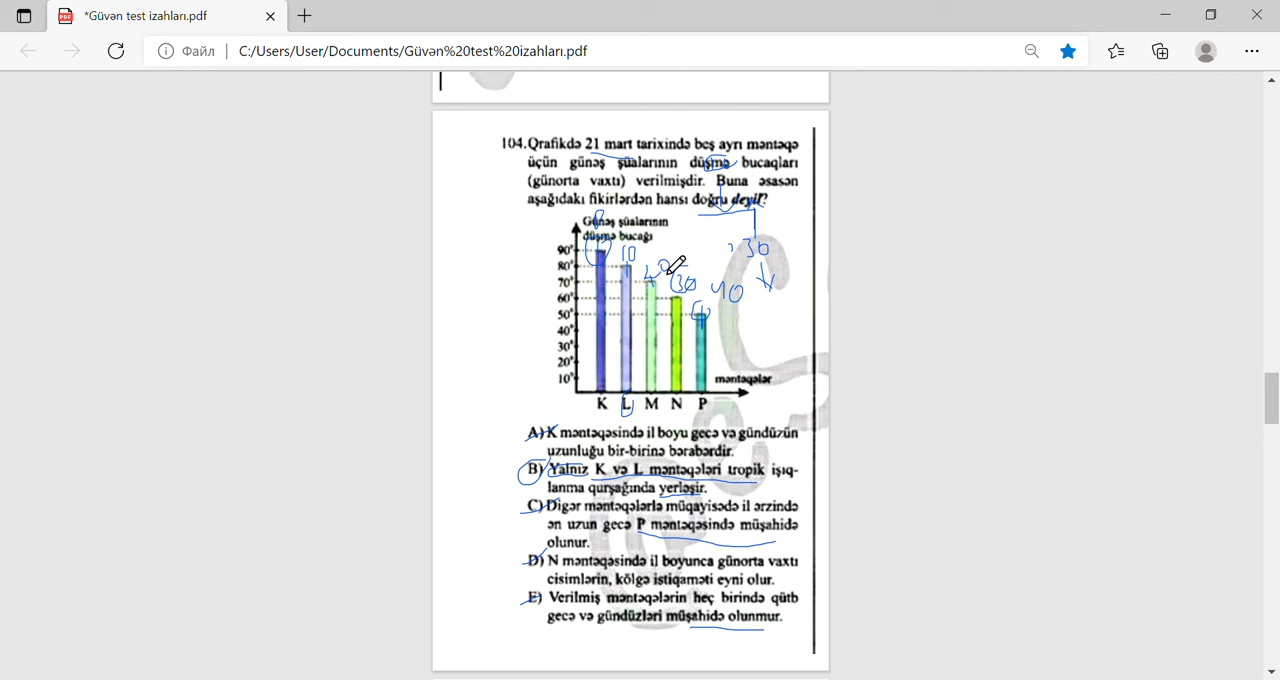 *Güvən test izahları.pdf
PDF
Файл
C:/Users/User/Documents/Güvən%20test%20izahları.pdf
104.Qrafikdə 21 mart tarixində beş ayrı məntəqə
üçün günəş şüalarının düşmə bucaqları
(günorta vaxtı) verilmişdir. Buna əsasən
aşağıdakı fikirlərdən hansı doğru deyil?
Günəş şüalarının
düşmə bucağı
90°
80°
70°
60°
50°
40°
30°
20°
10°
10
30
40
30
məntəqələr
K L M N P
A) K məntəqəsində il boyu gecə və gündüzün
uzunluğu bir-birinə bərabərdir.
B) Yalnız K və L məntəqələri tropik işıq-
lanma qurşağında yerləşir.
C) Digər məntəqələrlə müqayisədə il ərzində
ən uzun gecə P məntəqəsində müşahidə
olunur.
D) N məntəqəsində il boyunca günorta vaxtı
cisimlərin, kölgə istiqaməti eyni olur.
E) Verilmiş məntəqələrin heç birində qütb
gecə və gündüzləri müşahidə olunmur.